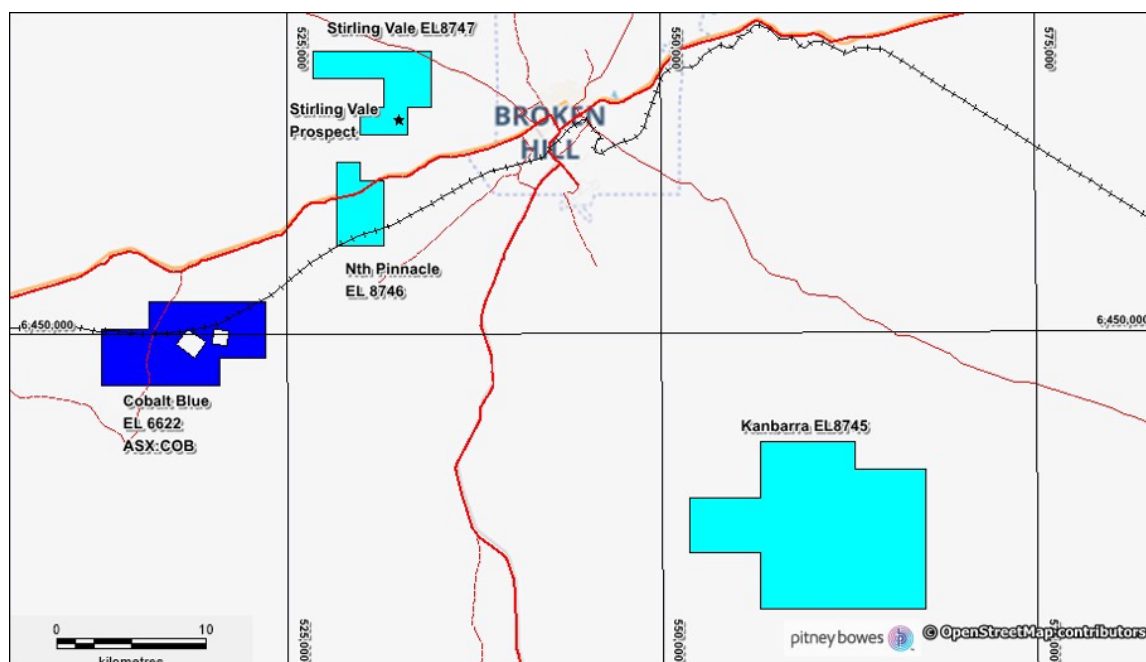 Stirling Vale EL8747
525,000
550,000
575,000
Stirling Vale
Prospect
BROKEN
HILL
Nth Pinnacle
EL 8746
6,450,000
6,450,000
Cobalt Blue
EL 6622
ASX:COB
Kanbarra EL8745
0 10
kilometres
525,000
550,000
pitney bowes
© OpenStreetMap contributors